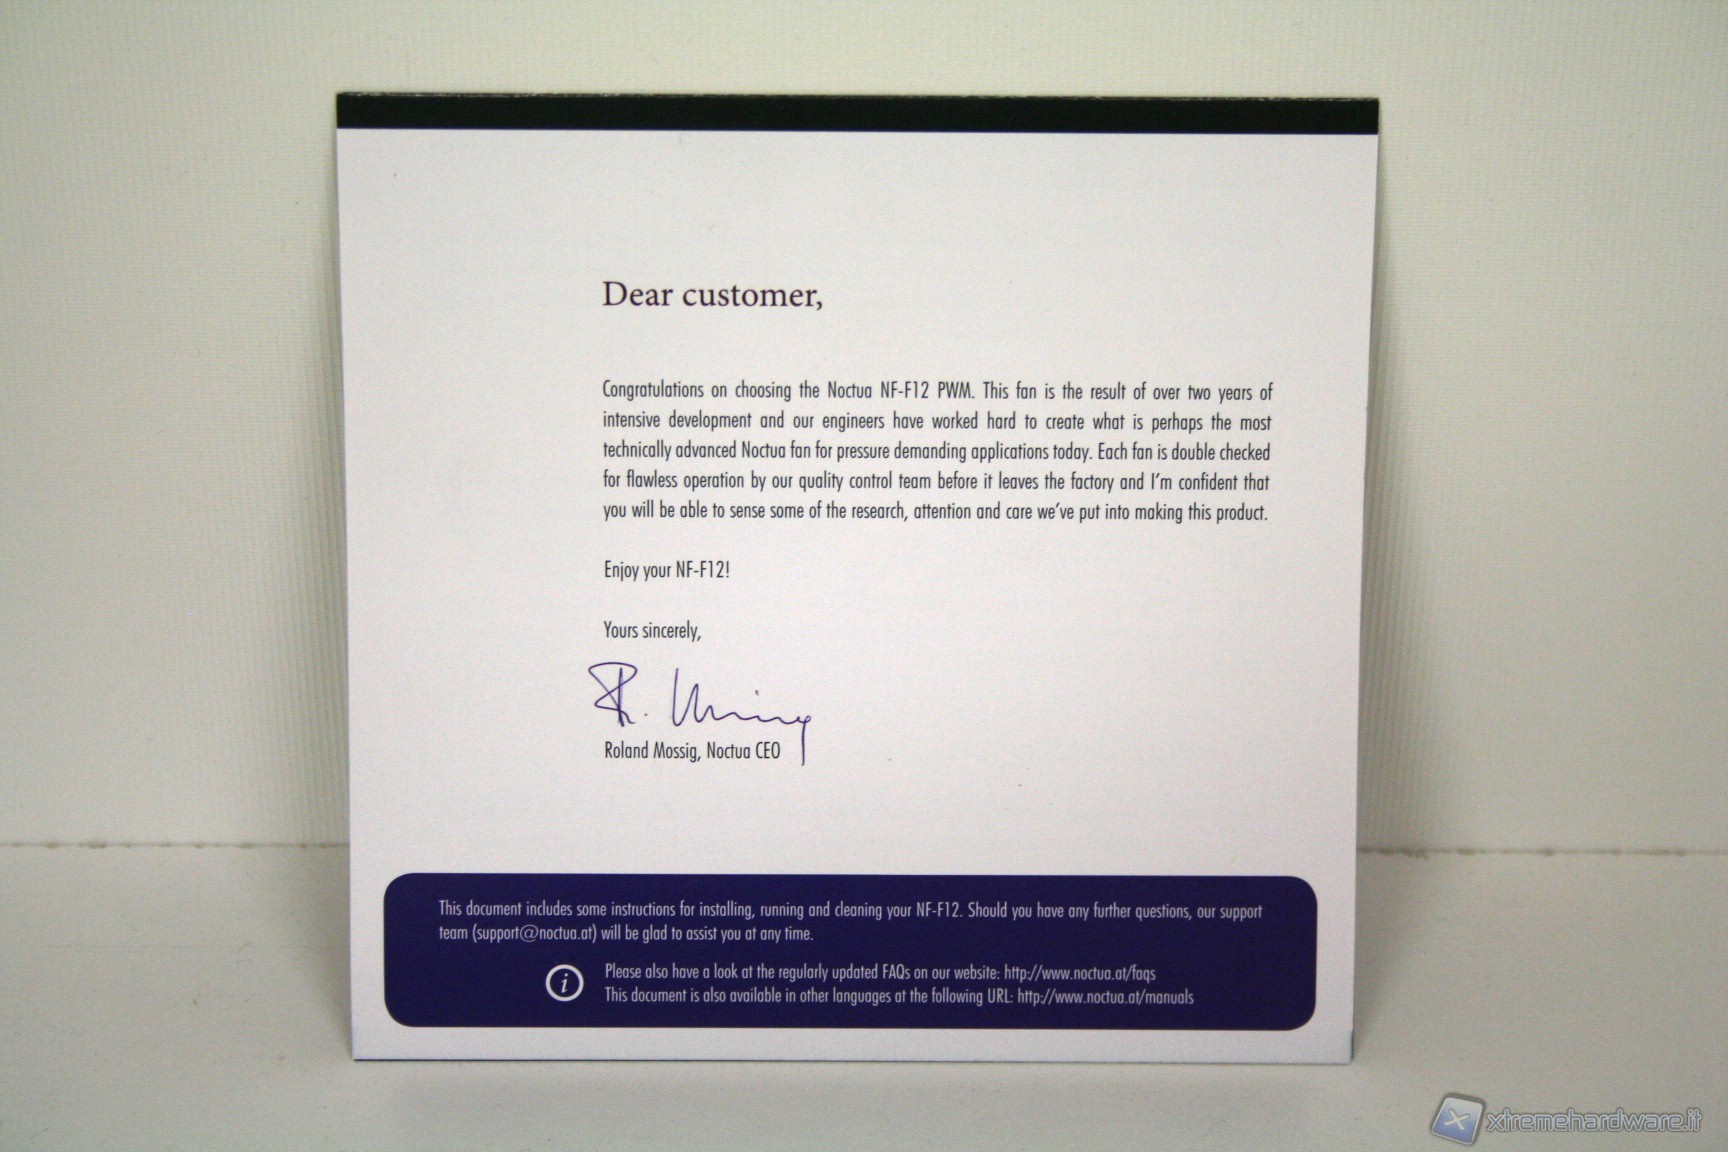 Dear customer,
Congratulations on choosing the Noctua NF-F12 PWM. This fan is the result of over two years of
intensive development and our engineers have worked hard to create what is perhaps the most
technically advanced Noctua fan for pressure demanding applications today. Each fan is double checked
for flawless operation by our quality control team before it leaves the factory and I'm confident that
you will be able to sense some of the research, attention and care we've put into making this product.
Enjoy your NF-F12!
Yours sincerely,
Roland Mossig, Noctua CEO
This document includes some instructions for installing, running and cleaning your NF-F12. Should you have any further questions, our support
team (support@noctua.at) will be glad to assist you at any time.
i
Please also have a look at the regularly updated FAQs on our website: http://www.noctua.at/faqs
This document is also available in other languages at the following URL: http://www.noctua.at/manuals
xtremehardware.it